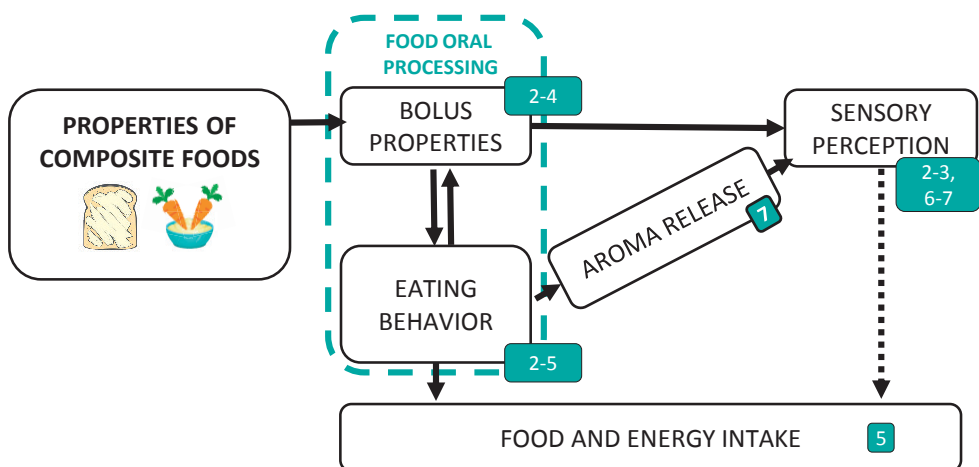 FOOD ORAL
PROCESSING
PROPERTIES OF
COMPOSITE FOODS
BOLUS
PROPERTIES
2-4
SENSORY
PERCEPTION
2-3,
6-7
AROMA RELEASE
7
EATING
BEHAVIOR
2-5
FOOD AND ENERGY INTAKE
5